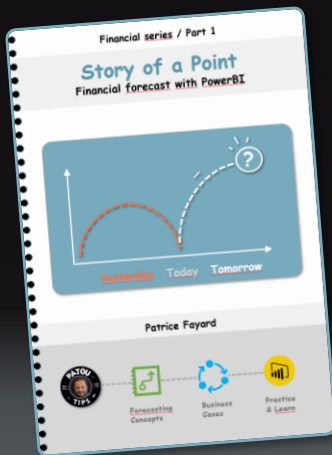 Financial series / Part 1
Story of a Point
Financial forecast with PowerBI
?
Yesterday Today Tomorrow
Patrice Fayard
PATOU
TIPS
Forecasting
Concepts
Business
Cases
Practice
& Learn